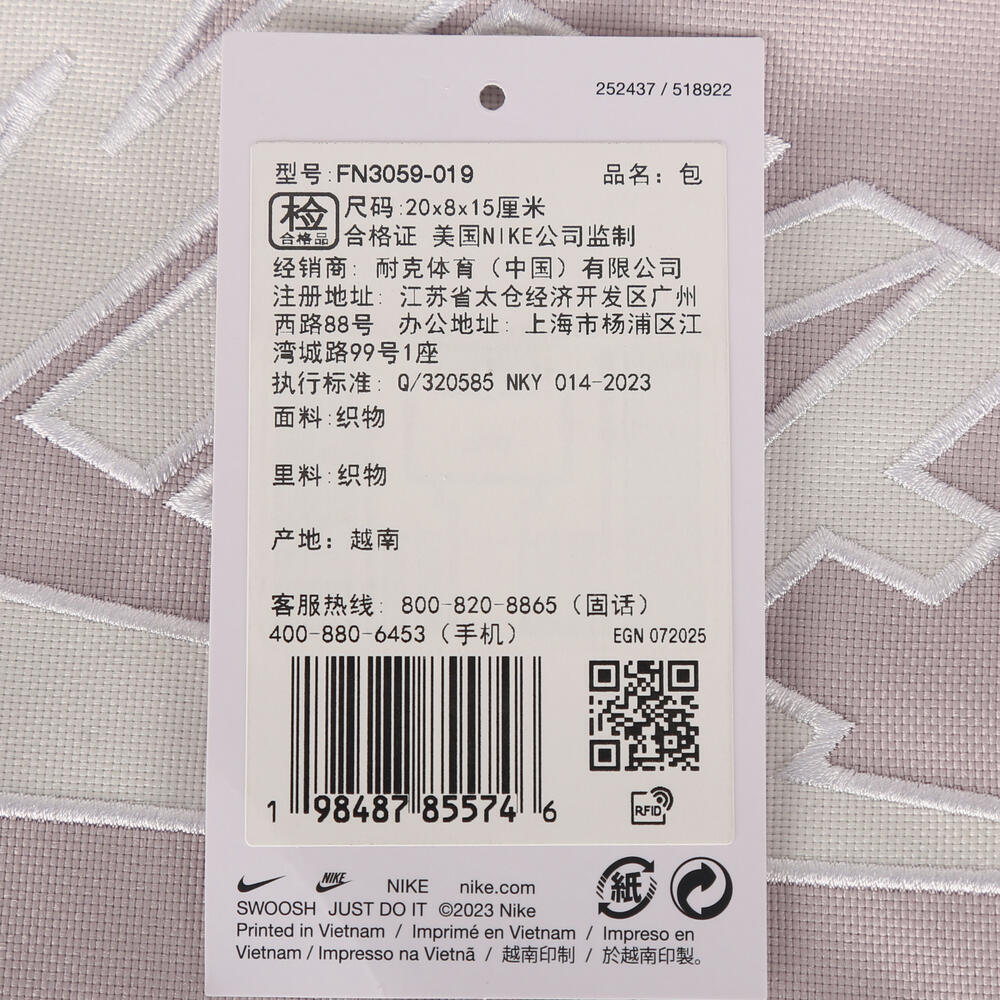 252437 / 518922
型号:FN3059-019 品名：包
检 合格品
尺码:20x8x15厘米
合格证 美国NIKE公司监制
经销商：耐克体育（中国）有限公司
注册地址：江苏省太仓经济开发区广州
西路88号 办公地址：上海市杨浦区江
湾城路99号1座
执行标准：Q/320585 NKY 014-2023
面料:织物
里料:织物
产地：越南
客服热线：800-820-8865（固话）
400-880-6453（手机） EGN 072025
1 98487 85574 6
RFID
NIKE NIKE nike.com
紙
SWOOSH JUST DO IT ©2023 Nike
Printed in Vietnam / Imprimé en Vietnam / Impreso en
Vietnam / Impresso na Vietnã / 越南印制 / 於越南印製。